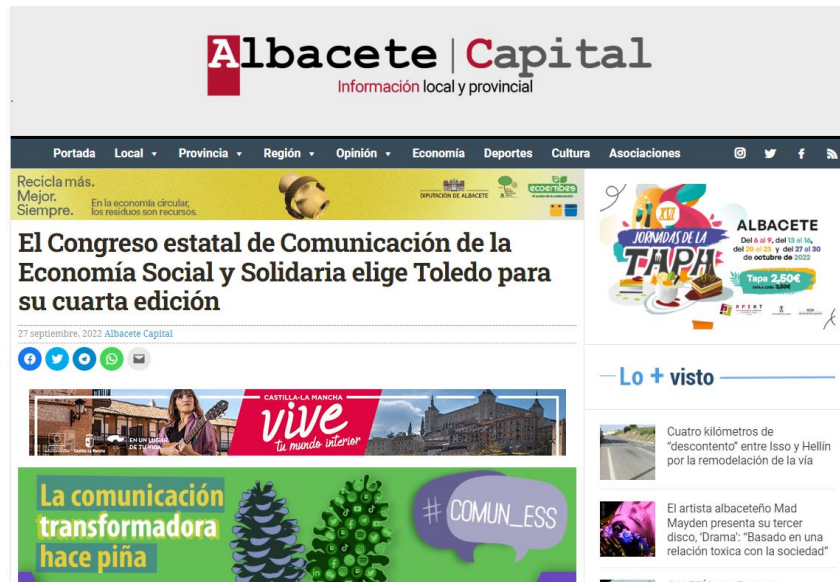 Albacete | Capital
Información local y provincial
Portada Local Provincia Región Opinión Economía Deportes Cultura Asociaciones
Recicla más.
Mejor.
Siempre.
En la economía circular,
los residuos son recursos.
DIPUTACIÓN DE ALBACETE
ecoembes
El Congreso estatal de Comunicación de la
Economía Social y Solidaria elige Toledo para
su cuarta edición
27 septiembre, 2022 Albacete Capital
EN UN LUGAR
DE TU VIDA
Castilla-La Mancha
CASTILLA-LA MANCHA
vive
tu mundo interior
La comunicación
transformadora
hace piña
# COMUN_ESS
XVI
JORNADAS DE LA
TAPA
ALBACETE
Del 6 al 9, del 13 al 16,
del 20 al 23 y del 27 al 30
de octubre de 2022
Tapa 2,50€
Lo + visto
Cuatro kilómetros de
"descontento" entre Isso y Hellín
por la remodelación de la vía
El artista albaceteño Mad
Mayden presenta su tercer
disco, 'Drama': "Basado en una
relación toxica con la sociedad"